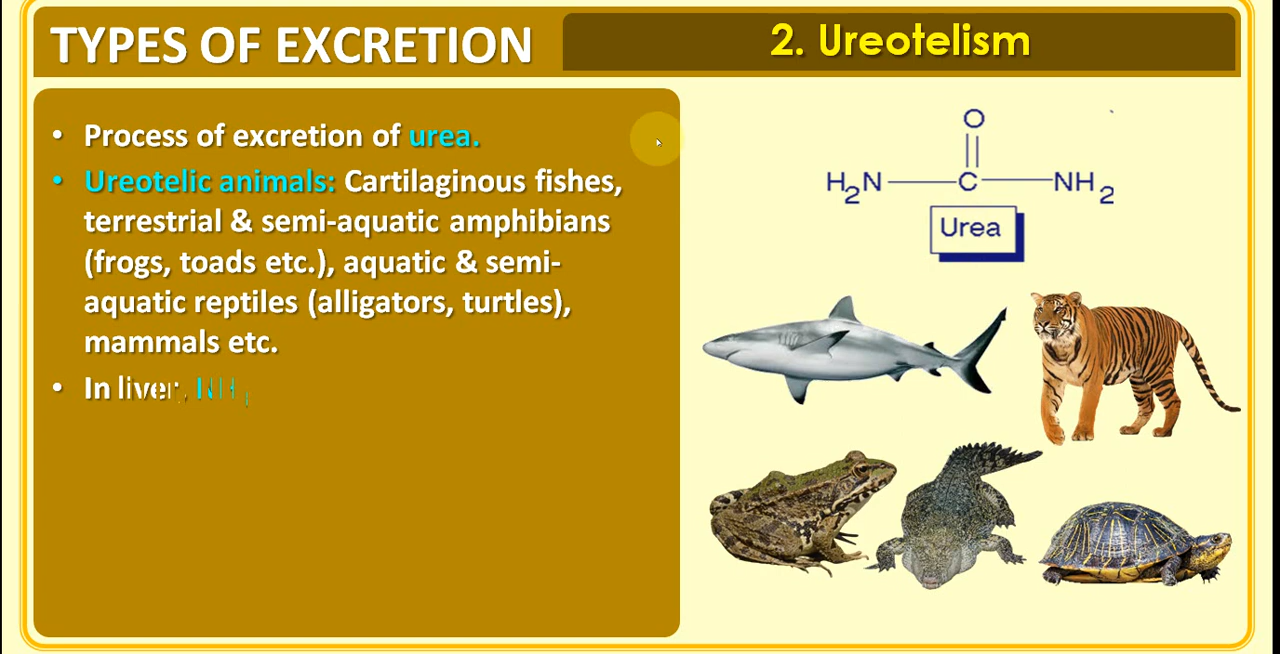 TYPES OF EXCRETION
2. Ureotelism
• Process of excretion of urea.
• Ureotelic animals: Cartilaginous fishes,
terrestrial & semi-aquatic amphibians
(frogs, toads etc.), aquatic & semi-
aquatic reptiles (alligators, turtles),
mammals etc.
• In liver, NH
O
H2N C NH2
Urea